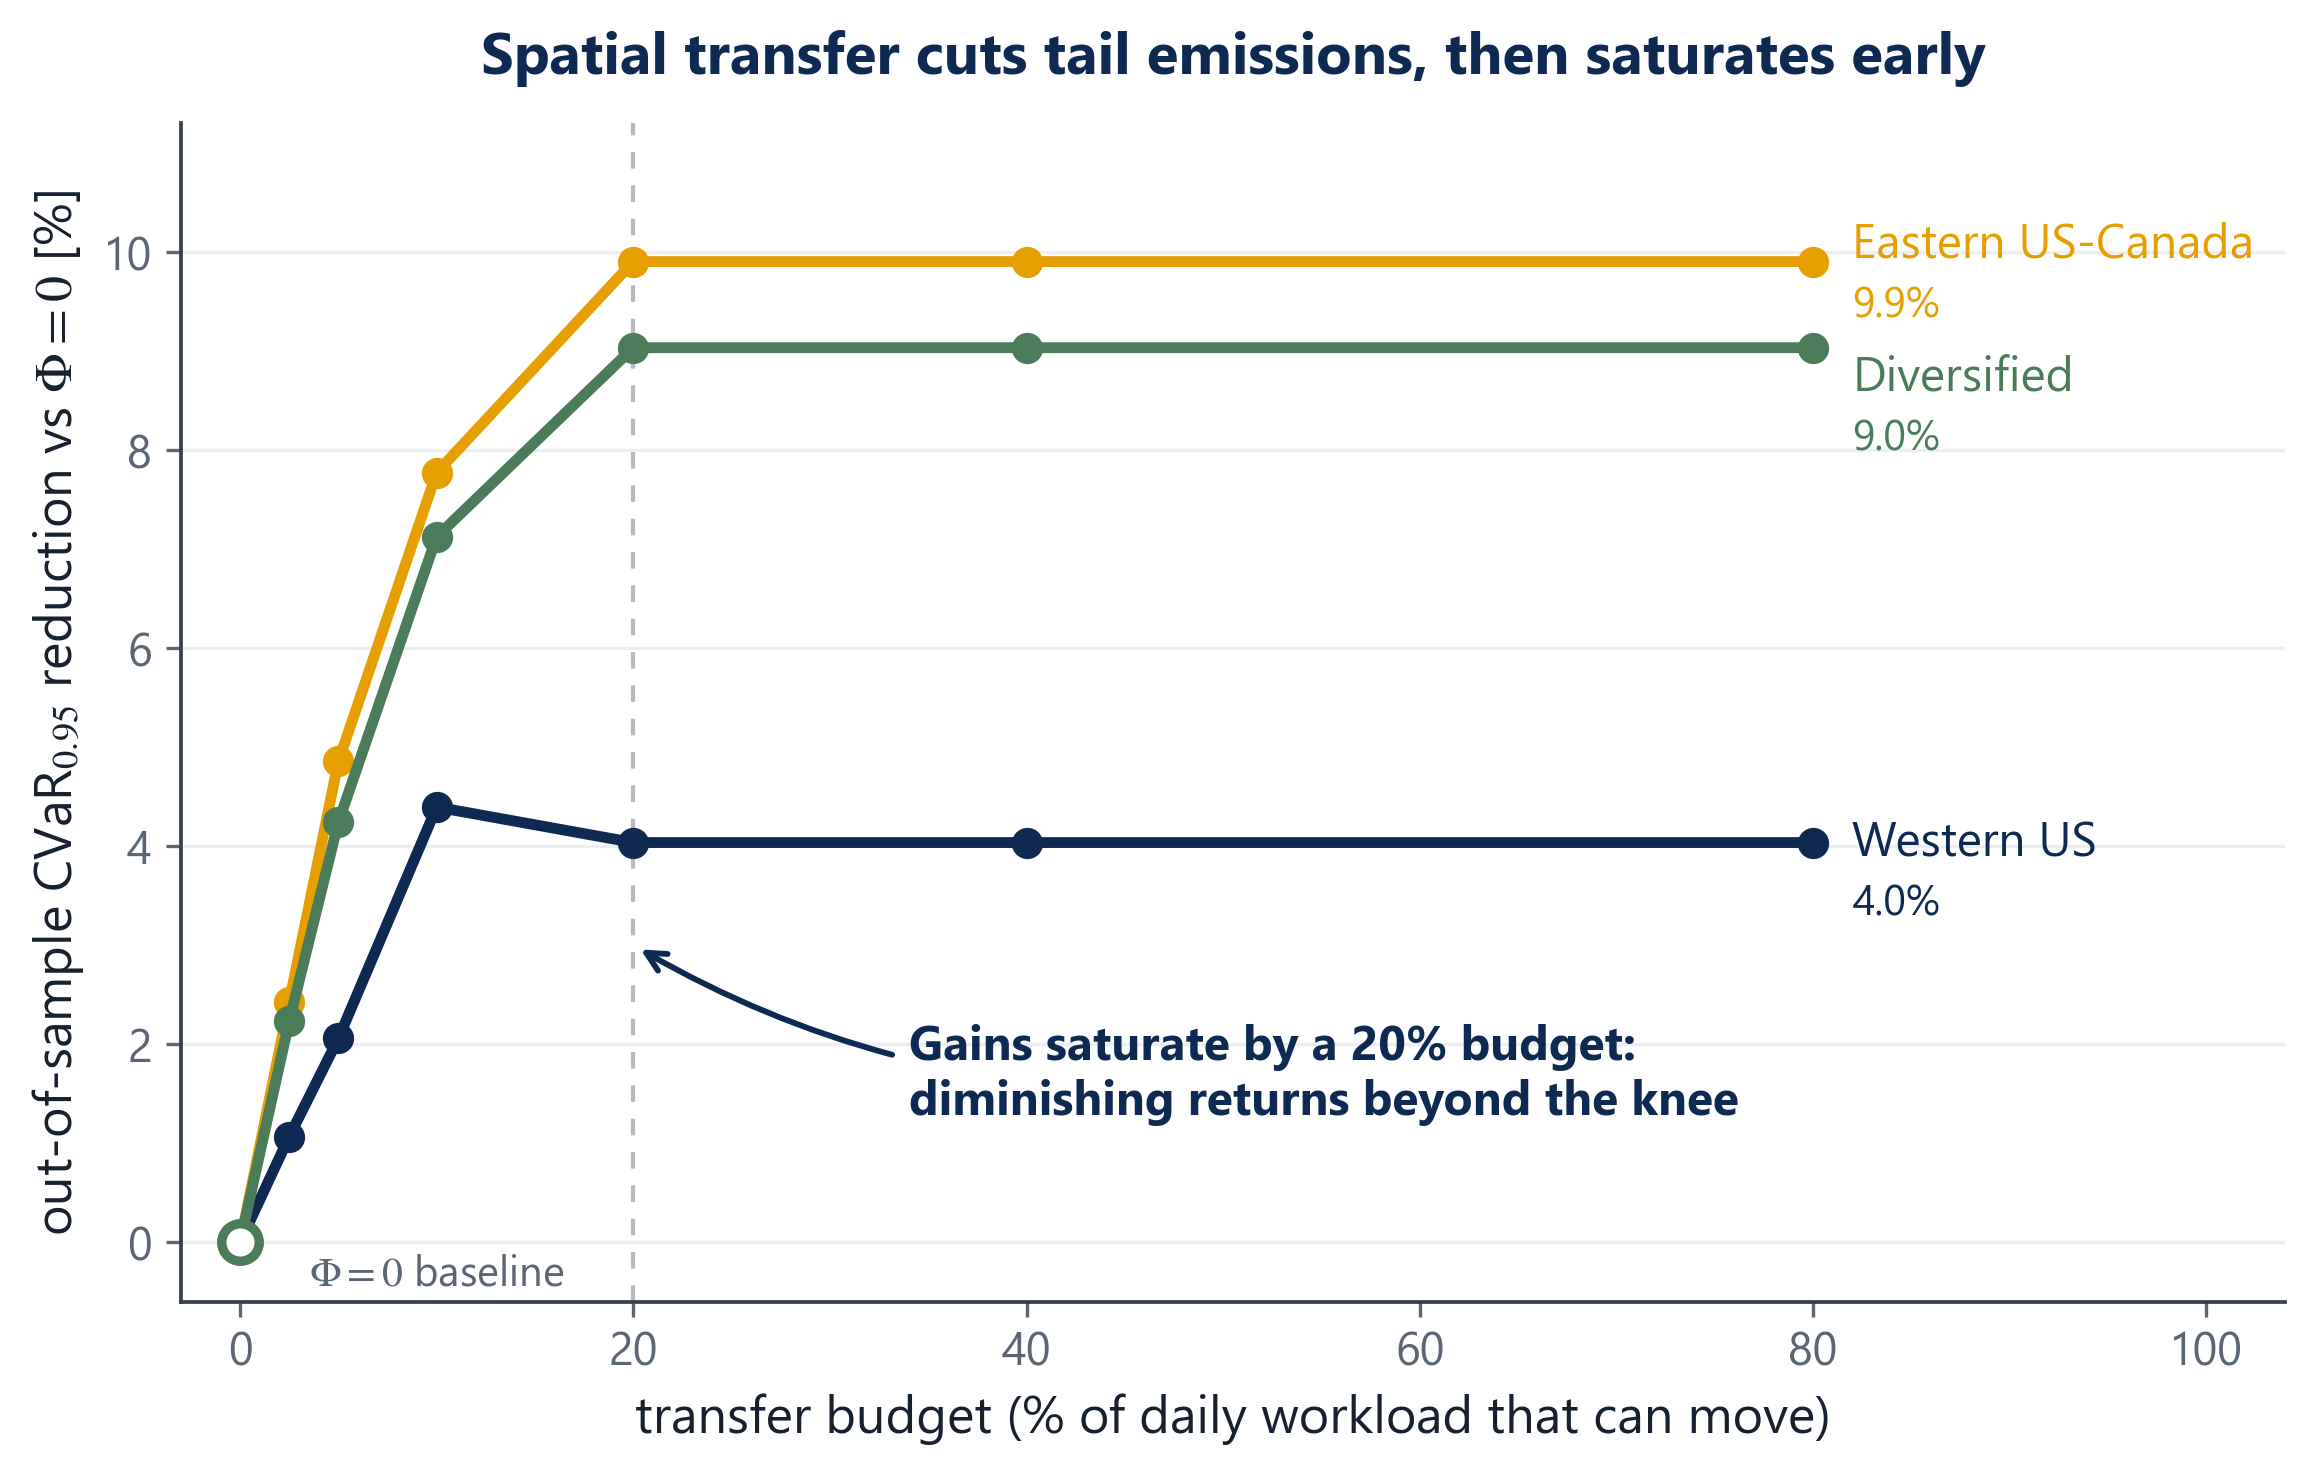 Spatial transfer cuts tail emissions, then saturates early
out-of-sample CVaR₀.₉₅ reduction vs Φ=0 [%]
10
8
6
4
2
0
Eastern US-Canada
9.9%
Diversified
9.0%
Western US
4.0%
Gains saturate by a 20% budget:
diminishing returns beyond the knee
Φ=0 baseline
0 20 40 60 80 100
transfer budget (% of daily workload that can move)